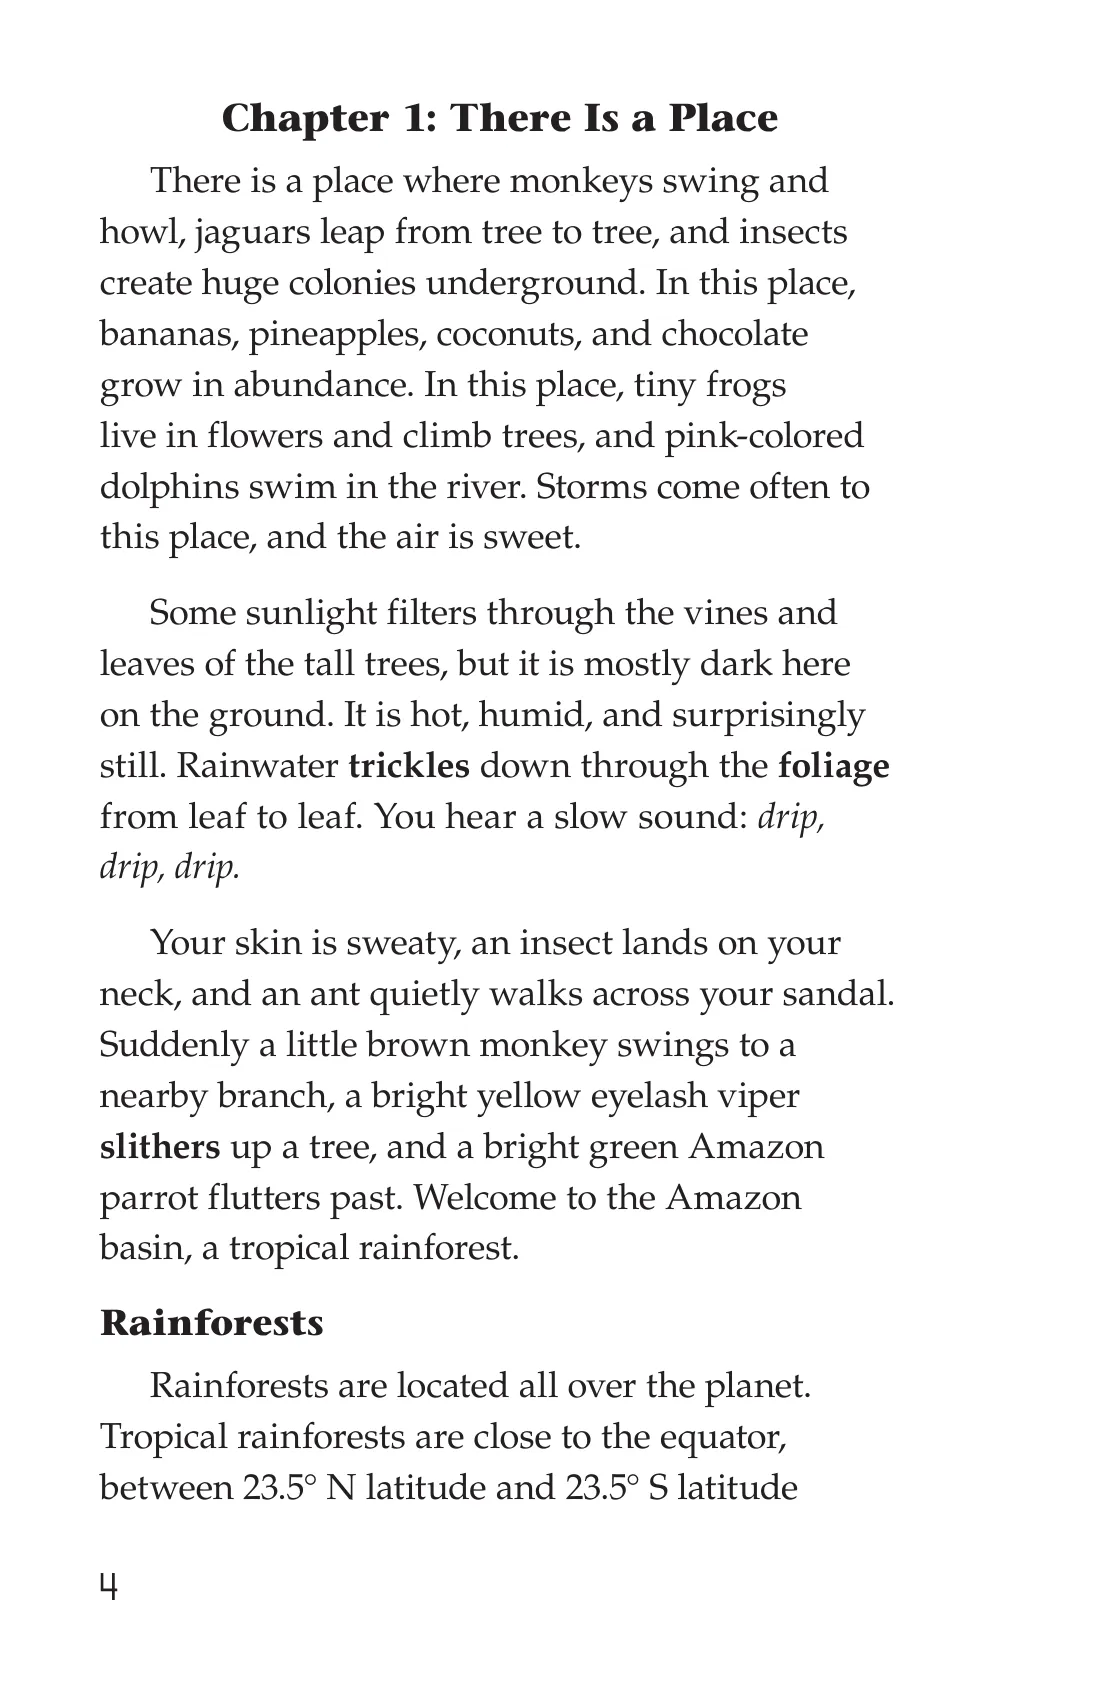 Chapter 1: There Is a Place
There is a place where monkeys swing and
howl, jaguars leap from tree to tree, and insects
create huge colonies underground. In this place,
bananas, pineapples, coconuts, and chocolate
grow in abundance. In this place, tiny frogs
live in flowers and climb trees, and pink-colored
dolphins swim in the river. Storms come often to
this place, and the air is sweet.
Some sunlight filters through the vines and
leaves of the tall trees, but it is mostly dark here
on the ground. It is hot, humid, and surprisingly
still. Rainwater trickles down through the foliage
from leaf to leaf. You hear a slow sound: drip,
drip, drip.
Your skin is sweaty, an insect lands on your
neck, and an ant quietly walks across your sandal.
Suddenly a little brown monkey swings to a
nearby branch, a bright yellow eyelash viper
slithers up a tree, and a bright green Amazon
parrot flutters past. Welcome to the Amazon
basin, a tropical rainforest.
Rainforests
Rainforests are located all over the planet.
Tropical rainforests are close to the equator,
between 23.5° N latitude and 23.5° S latitude
4